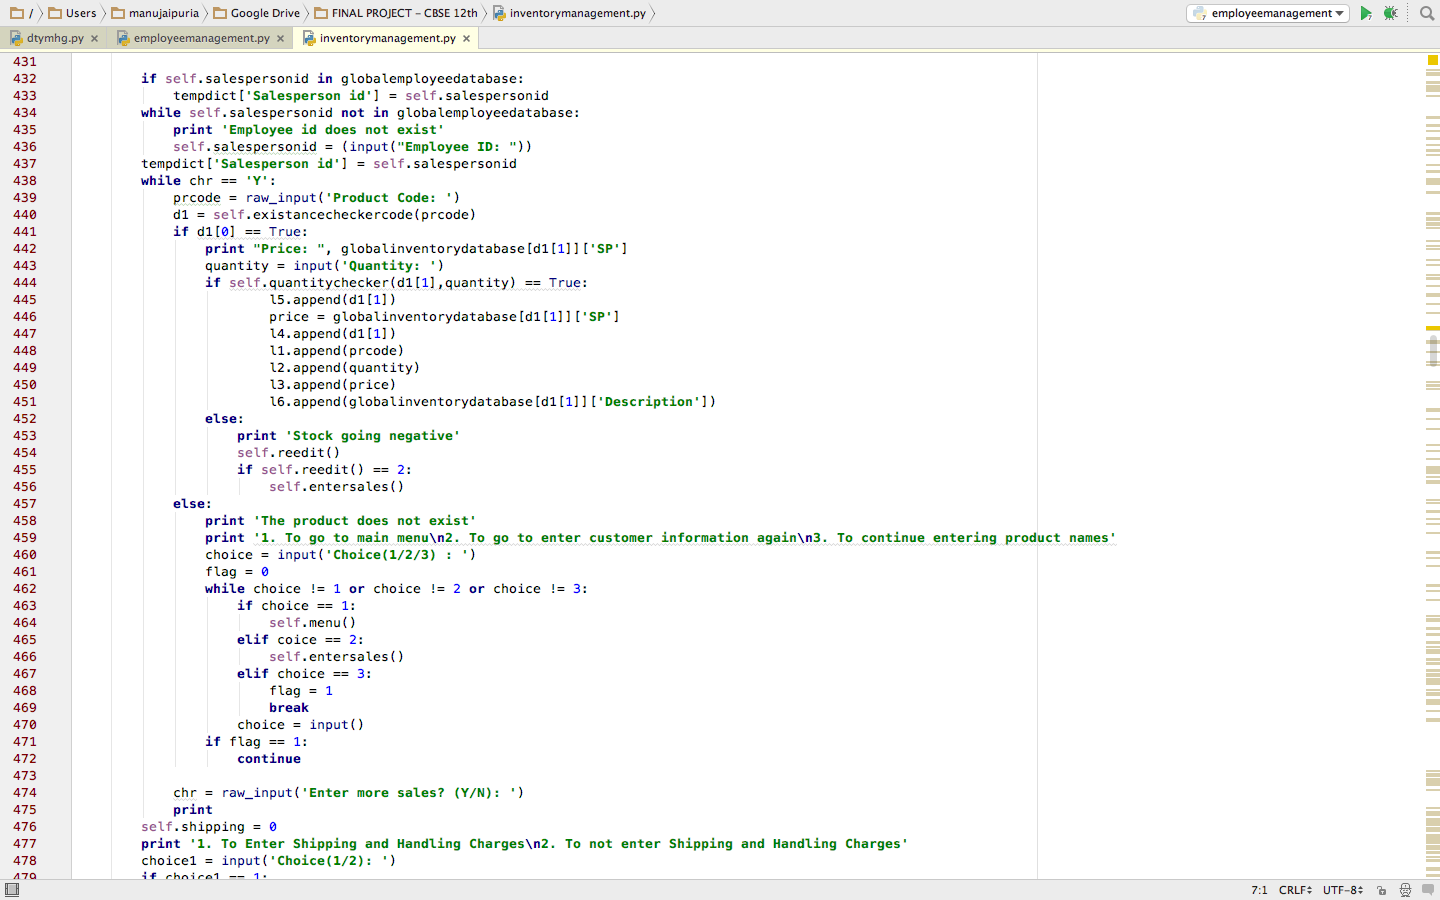 / Users manujaipuria Google Drive FINAL PROJECT – CBSE 12th inventorymanagement.py employeemanagement
dtymhg.py × employeemanagement.py × inventorymanagement.py ×
431
432 if self.salespersonid in globalemployeedatabase:
433 tempdict['Salesperson id'] = self.salespersonid
434 while self.salespersonid not in globalemployeedatabase:
435 print 'Employee id does not exist'
436 self.salespersonid = (input("Employee ID: "))
437 tempdict['Salesperson id'] = self.salespersonid
438 while chr == 'Y':
439 prcode = raw_input('Product Code: ')
440 d1 = self.existancecheckercode(prcode)
441 if d1[0] == True:
442 print "Price: ", globalinventorydatabase[d1[1]]['SP']
443 quantity = input('Quantity: ')
444 if self.quantitychecker(d1[1],quantity) == True:
445 l5.append(d1[1])
446 price = globalinventorydatabase[d1[1]]['SP']
447 l4.append(d1[1])
448 l1.append(prcode)
449 l2.append(quantity)
450 l3.append(price)
451 l6.append(globalinventorydatabase[d1[1]]['Description'])
452 else:
453 print 'Stock going negative'
454 self.reedit()
455 if self.reedit() == 2:
456 self.entersales()
457 else:
458 print 'The product does not exist'
459 print '1. To go to main menu\n2. To go to enter customer information again\n3. To continue entering product names'
460 choice = input('Choice(1/2/3) : ')
461 flag = 0
462 while choice != 1 or choice != 2 or choice != 3:
463 if choice == 1:
464 self.menu()
465 elif coice == 2:
466 self.entersales()
467 elif choice == 3:
468 flag = 1
469 break
470 choice = input()
471 if flag == 1:
472 continue
473
474 chr = raw_input('Enter more sales? (Y/N): ')
475 print
476 self.shipping = 0
477 print '1. To Enter Shipping and Handling Charges\n2. To not enter Shipping and Handling Charges'
478 choice1 = input('Choice(1/2): ')
479 if choice1 == 1:
7:1 CRLF UTF-8